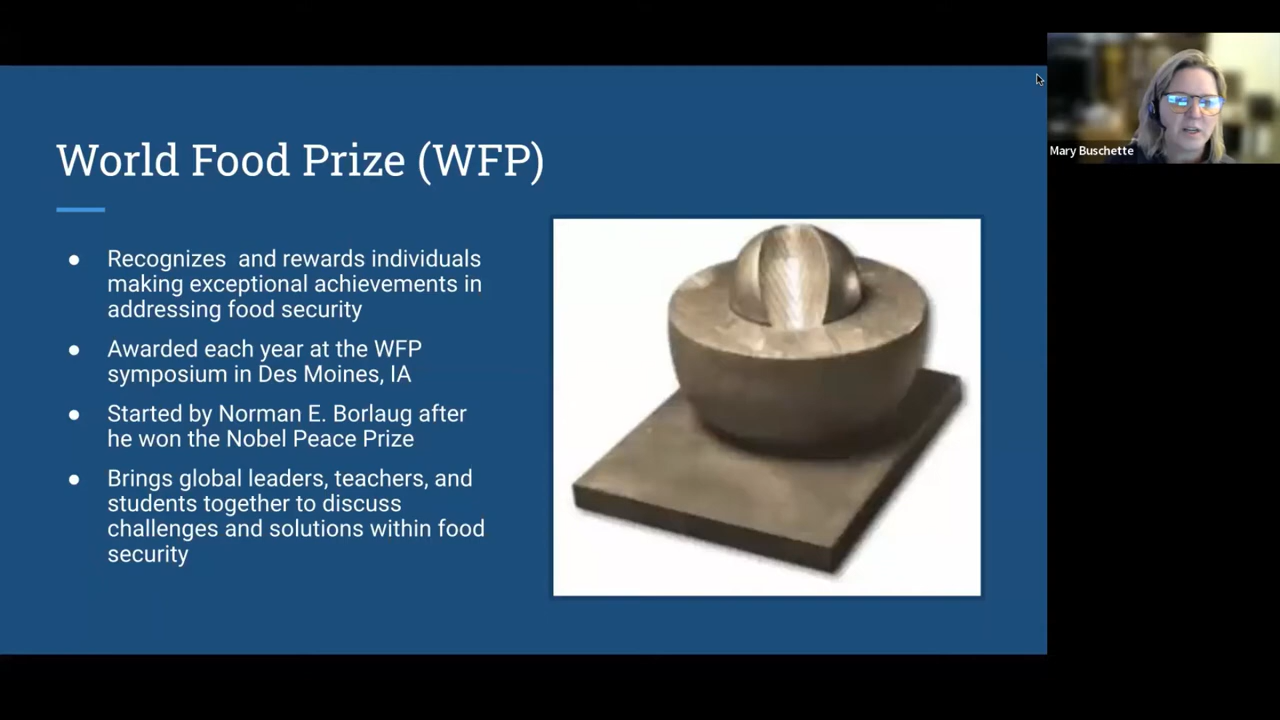 World Food Prize (WFP)
● Recognizes and rewards individuals
making exceptional achievements in
addressing food security
● Awarded each year at the WFP
symposium in Des Moines, IA
● Started by Norman E. Borlaug after
he won the Nobel Peace Prize
● Brings global leaders, teachers, and
students together to discuss
challenges and solutions within food
security
Mary Buschette